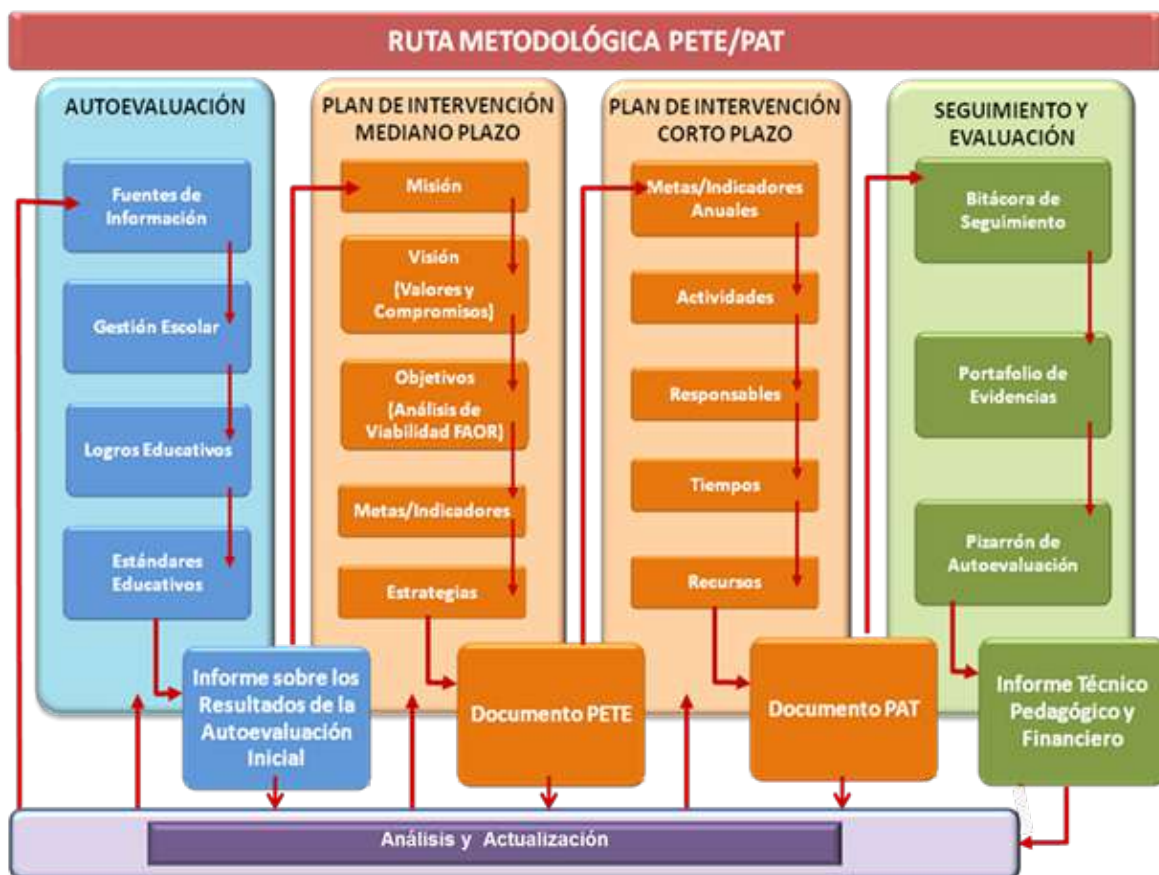 RUTA METODOLÓGICA PETE/PAT
AUTOEVALUACIÓN
Fuentes de
Información
Gestión Escolar
Logros Educativos
Estándares
Educativos
Informe sobre los
Resultados de la
Autoevaluación
Inicial
PLAN DE INTERVENCIÓN
MEDIANO PLAZO
Misión
Visión
(Valores y
Compromisos)
Objetivos
(Análisis de
Viabilidad FAOR)
Metas/Indicadores
Estrategias
Documento PETE
PLAN DE INTERVENCIÓN
CORTO PLAZO
Metas/Indicadores
Anuales
Actividades
Responsables
Tiempos
Recursos
Documento PAT
SEGUIMIENTO Y
EVALUACIÓN
Bitácora de
Seguimiento
Portafolio de
Evidencias
Pizarrón de
Autoevaluación
Informe Técnico
Pedagógico y
Financiero
Análisis y Actualización